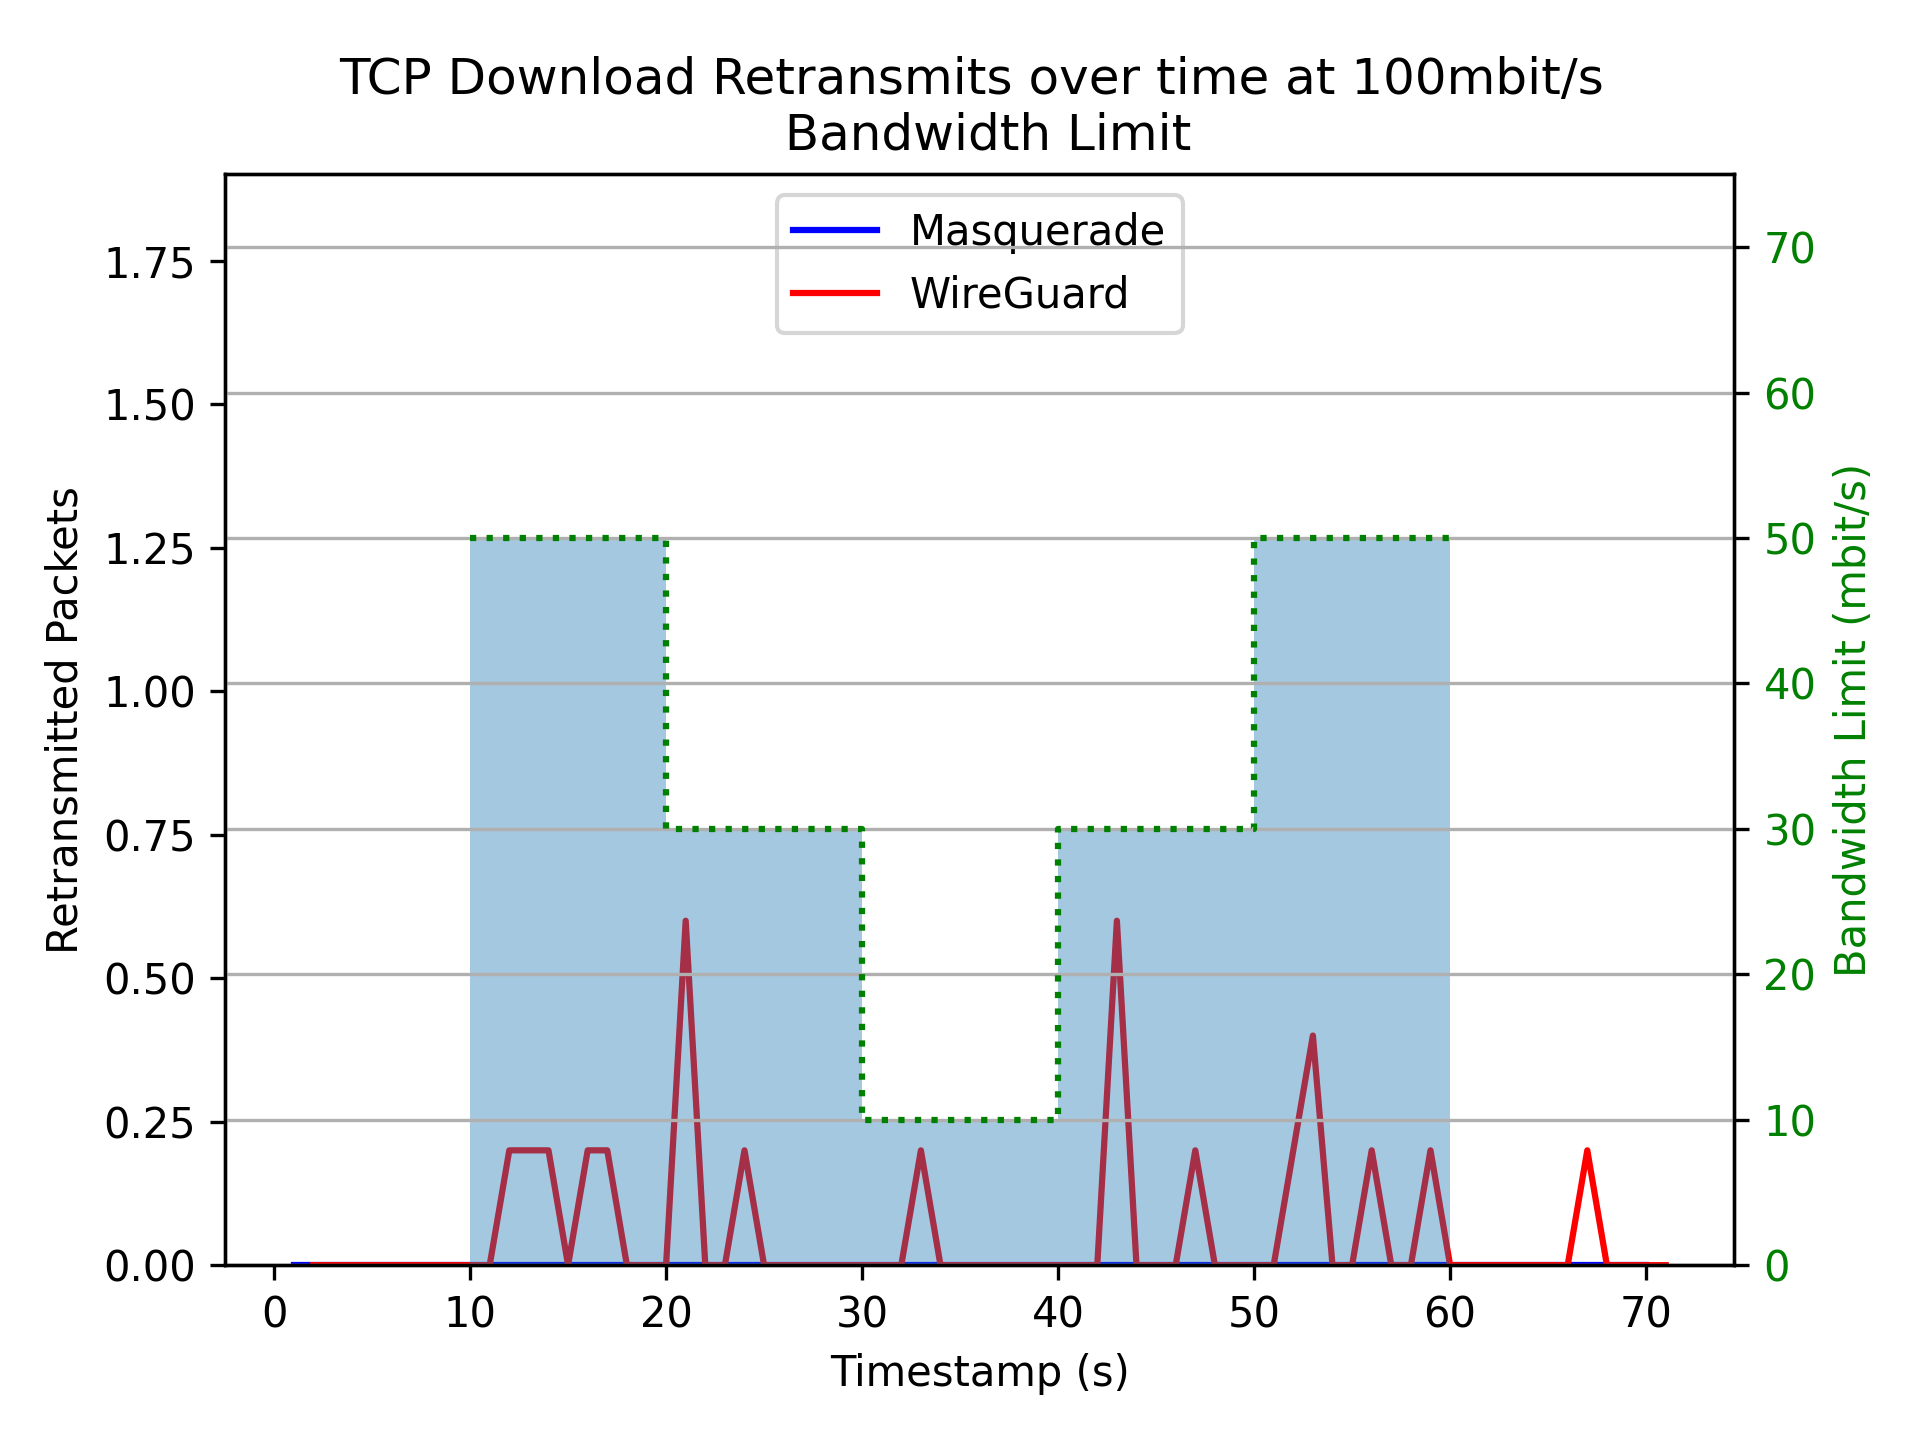 TCP Download Retransmits over time at 100mbit/s
Bandwidth Limit
Masquerade
WireGuard
1.75
1.50
1.25
1.00
0.75
0.50
0.25
0.00
Retransmitted Packets
70
60
50
40
30
20
10
0
Bandwidth Limit (mbit/s)
0 10 20 30 40 50 60 70
Timestamp (s)